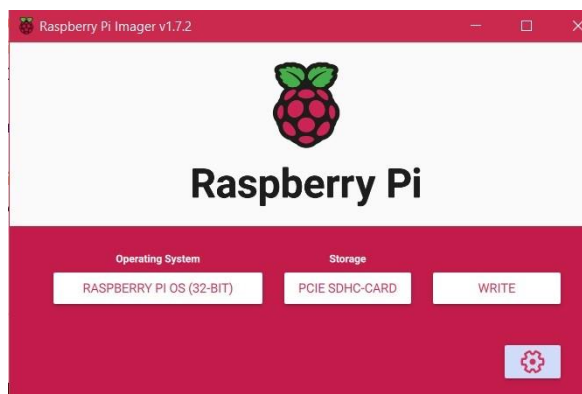 Raspberry Pi Imager v1.7.2
Raspberry Pi
Operating System Storage
RASPBERRY PI OS (32-BIT) PCIE SDHC-CARD WRITE